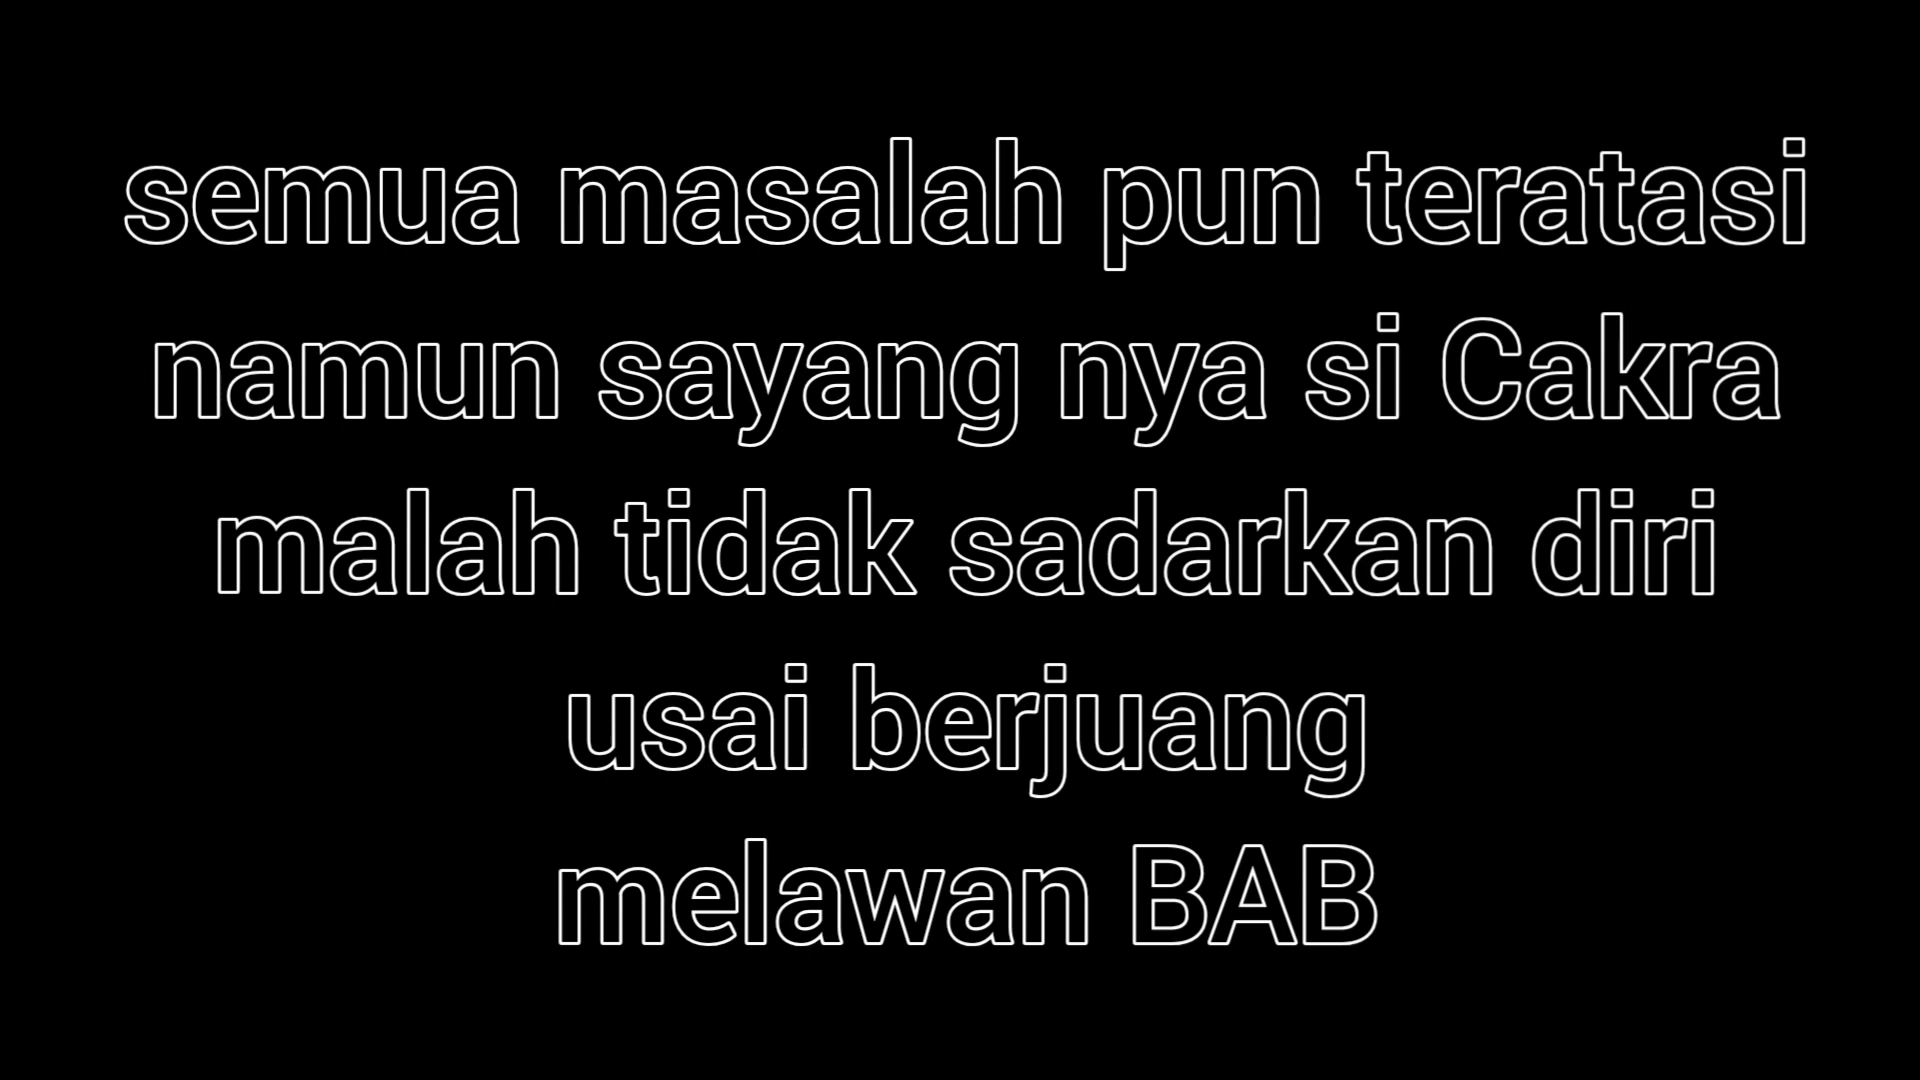 semua masalah pun teratasi
namun sayang nya si Cakra
malah tidak sadarkan diri
usai berjuang
melawan BAB